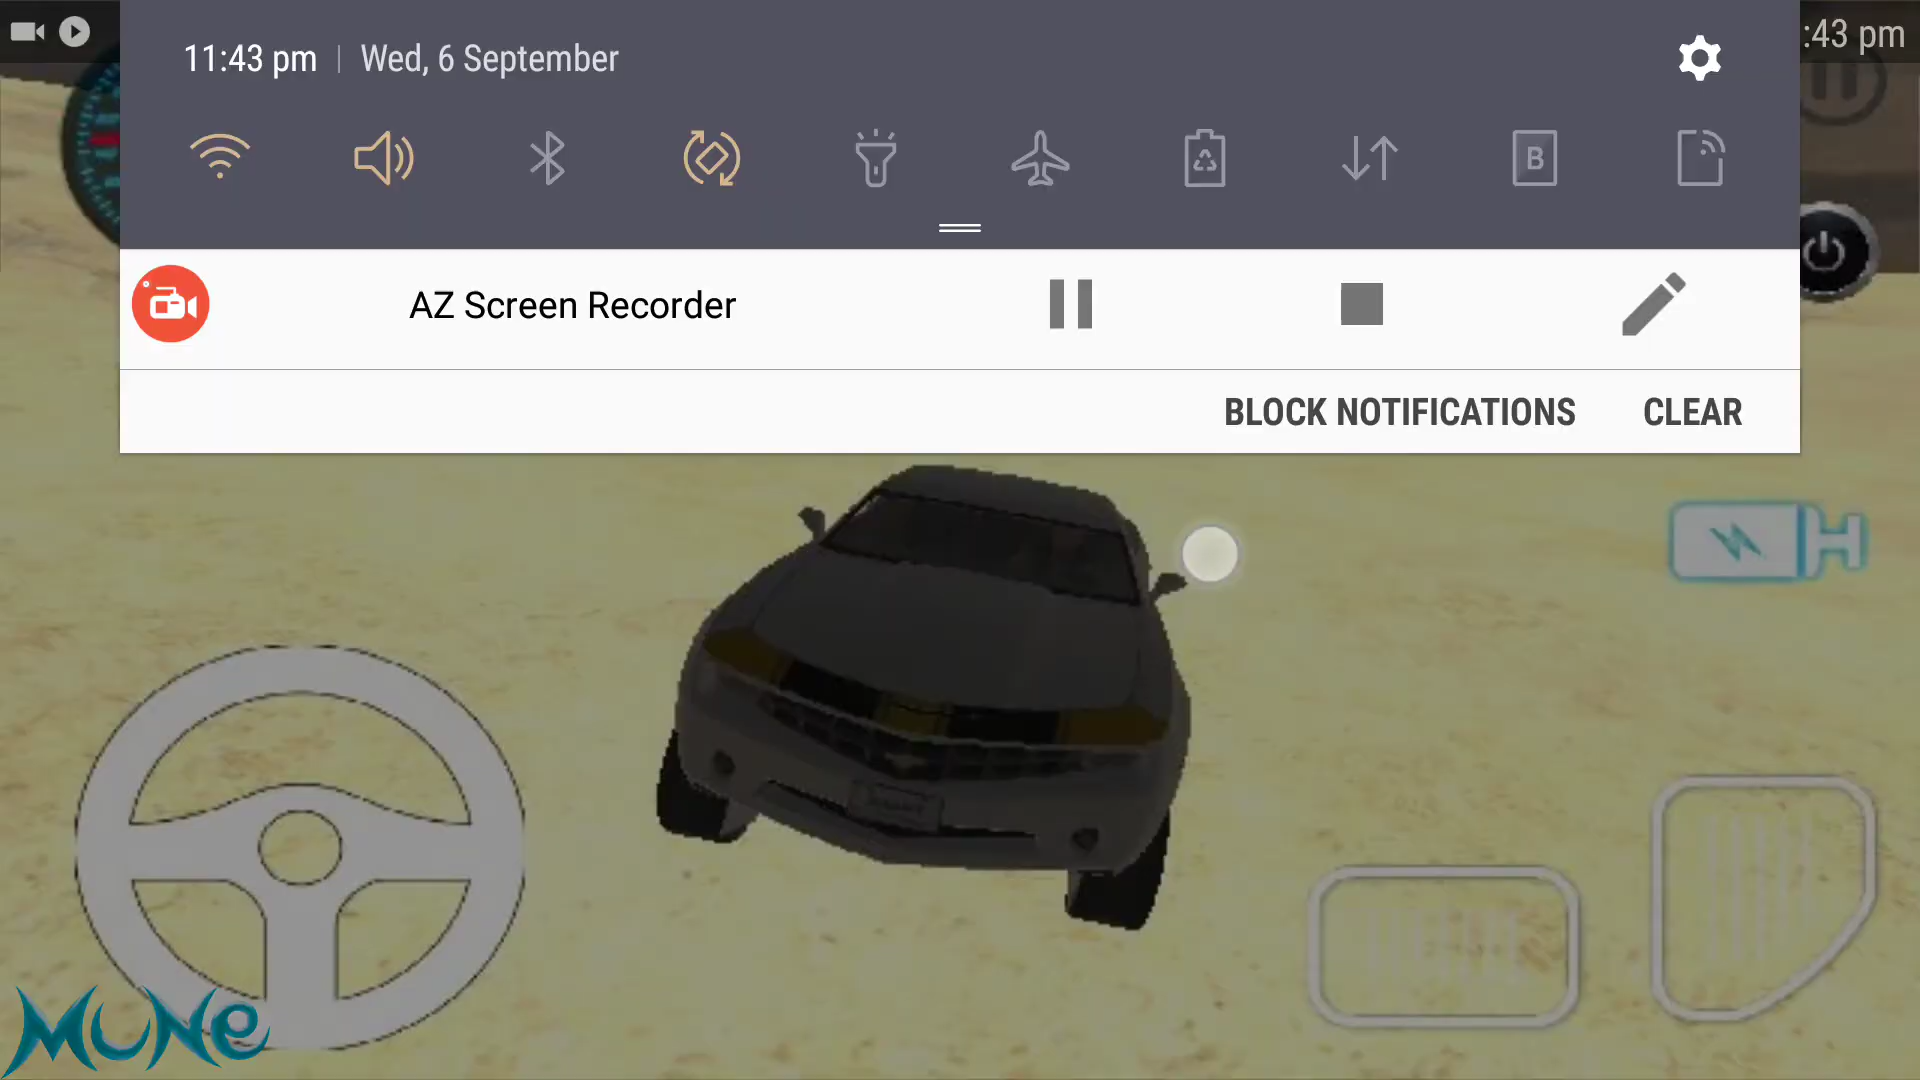 11:43 pm | Wed, 6 September
:43 pm
B
AZ Screen Recorder
BLOCK NOTIFICATIONS CLEAR
MUNe